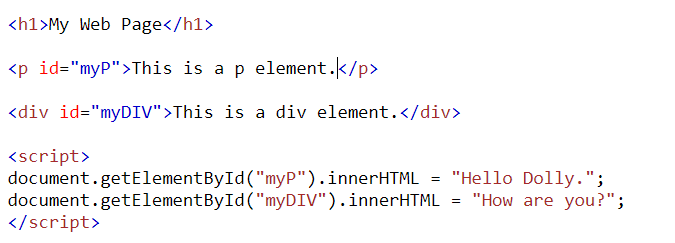 <h1>My Web Page</h1>
<p id="myP">This is a p element.</p>
<div id="myDIV">This is a div element.</div>
<script>
document.getElementById("myP").innerHTML = "Hello Dolly.";
document.getElementById("myDIV").innerHTML = "How are you?";
</script>